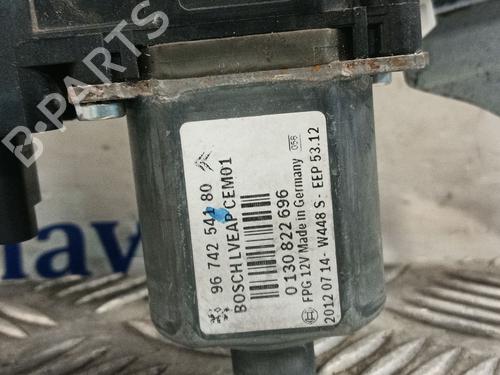 B-PARTS
96 742 541 80
BOSCH LVEAP CEM01
0 130 822 696
056
FPG 12V Made in Germany
2012 07 14 - W448 S - EEP 53.12